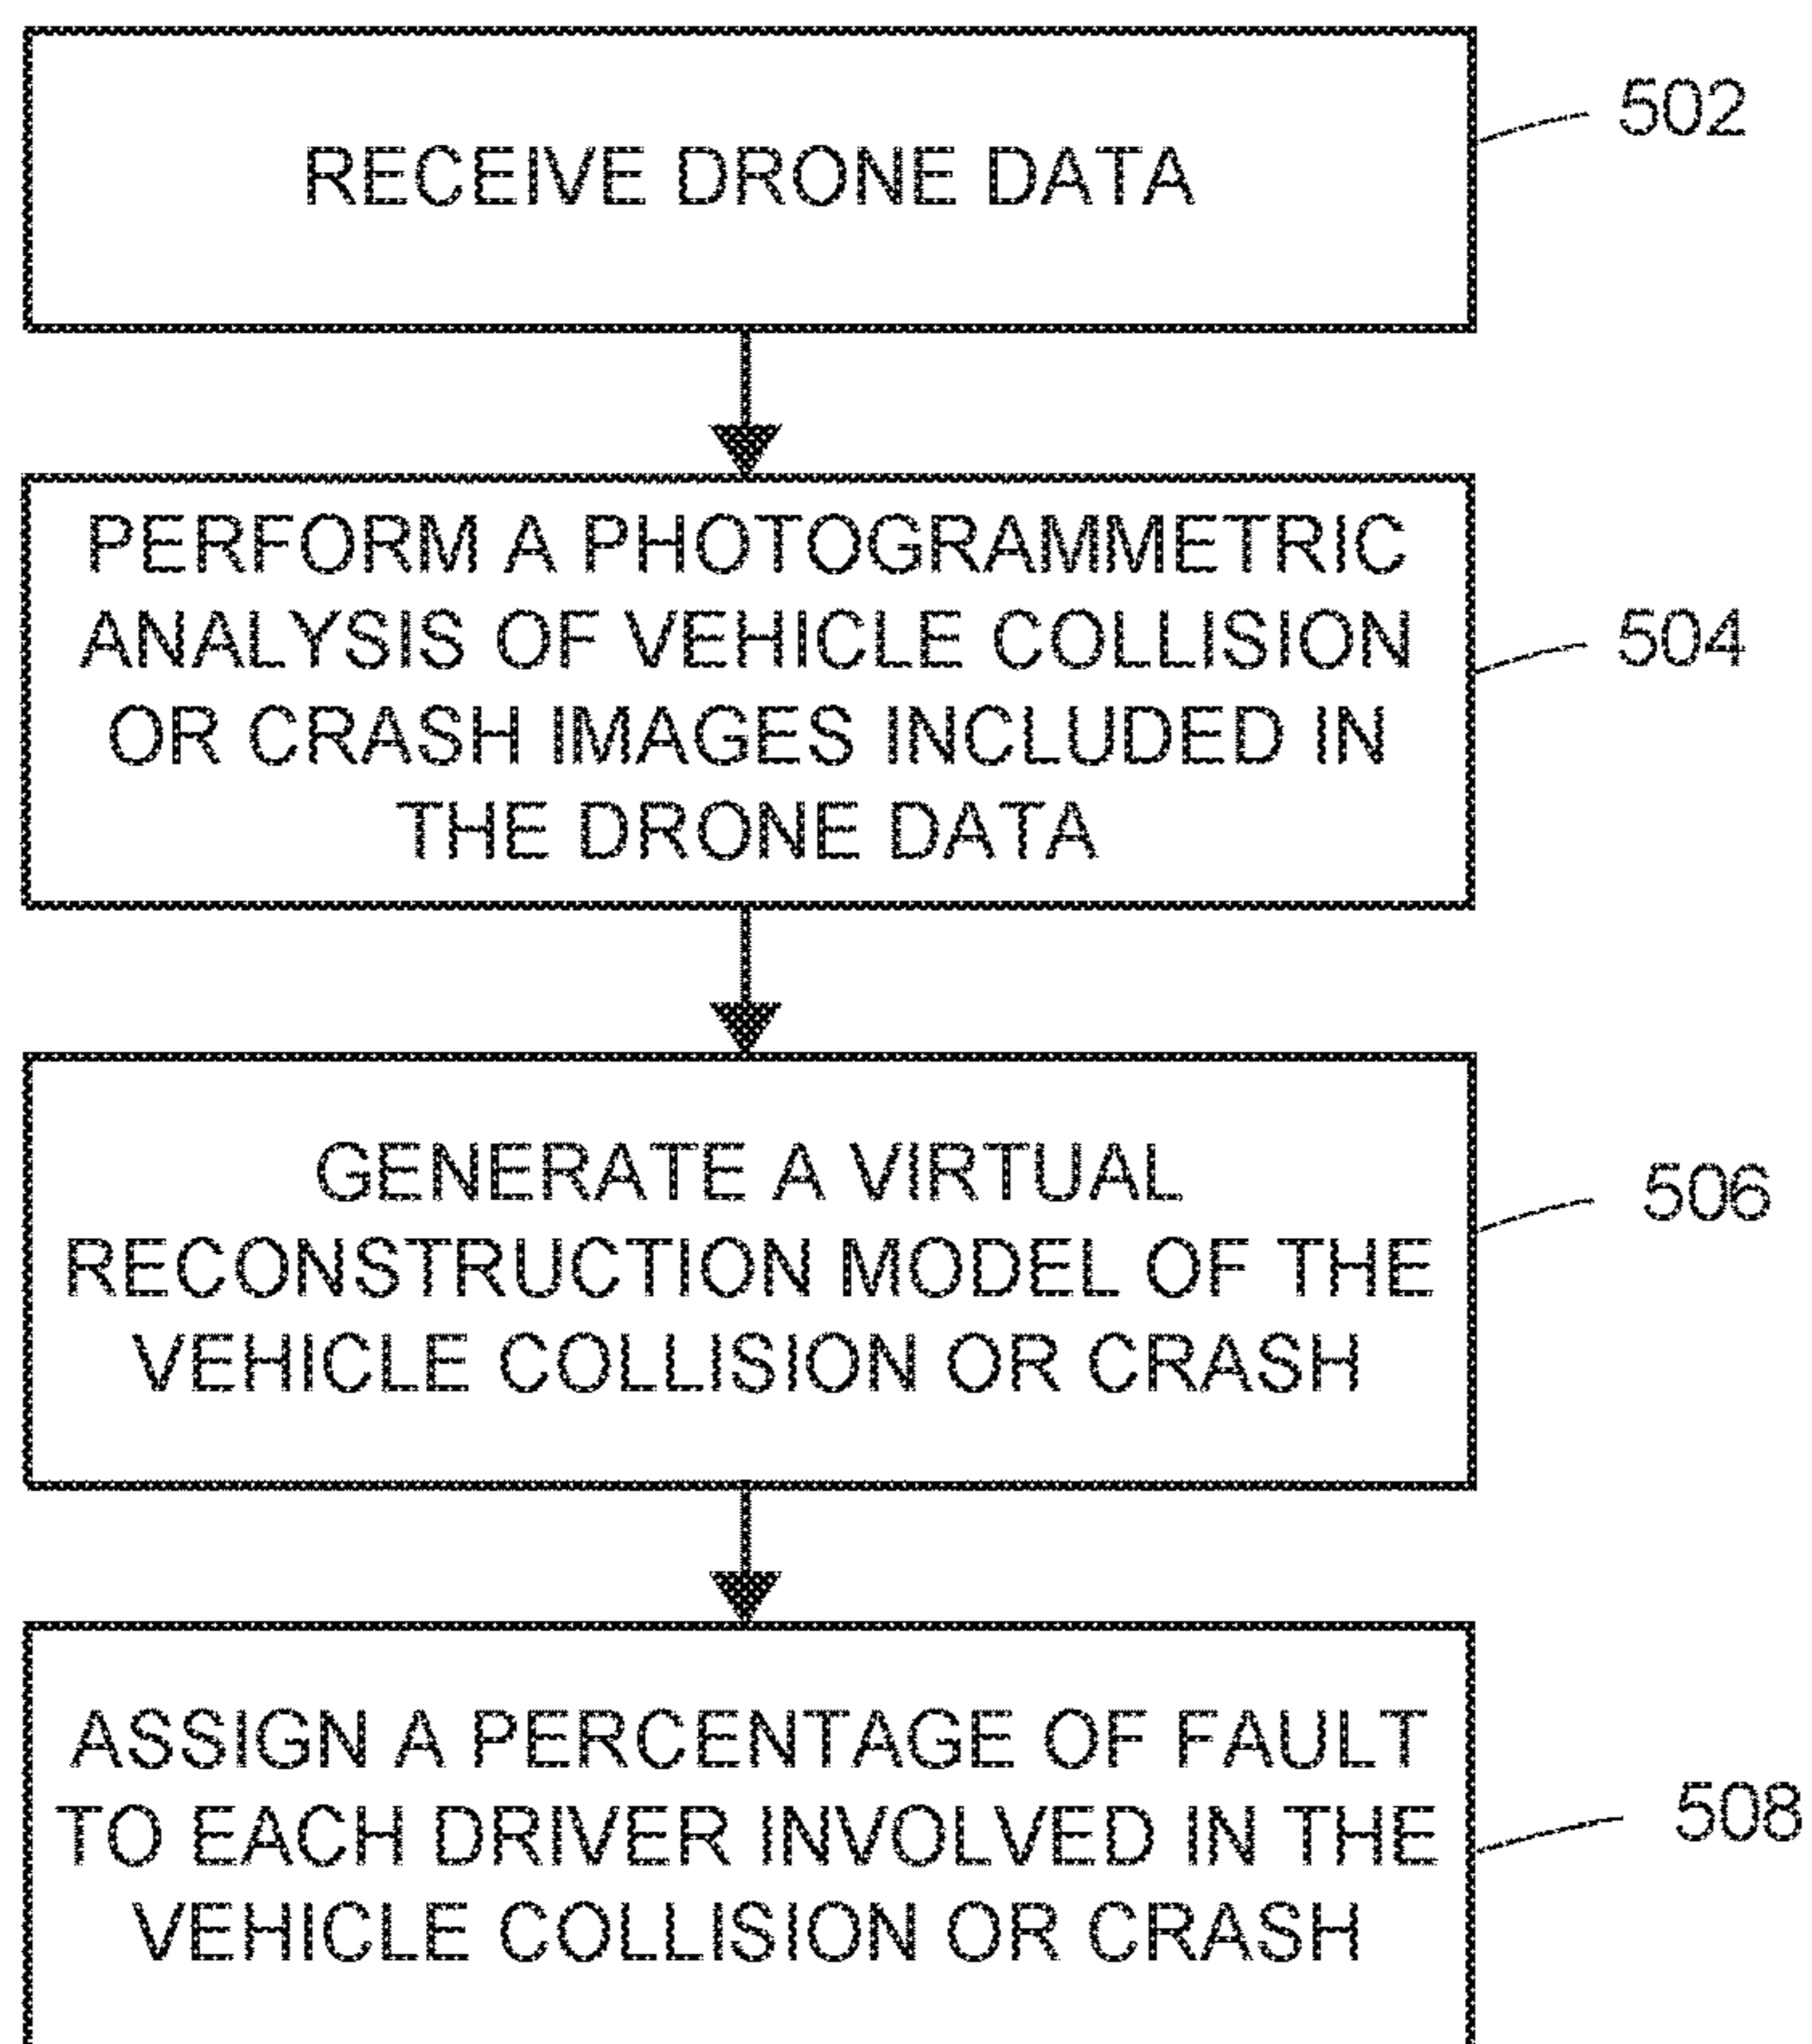 RECEIVE DRONE DATA
502
PERFORM A PHOTOGRAMMETRIC
ANALYSIS OF VEHICLE COLLISION
OR CRASH IMAGES INCLUDED IN
THE DRONE DATA
504
GENERATE A VIRTUAL
RECONSTRUCTION MODEL OF THE
VEHICLE COLLISION OR CRASH
506
ASSIGN A PERCENTAGE OF FAULT
TO EACH DRIVER INVOLVED IN THE
VEHICLE COLLISION OR CRASH
508